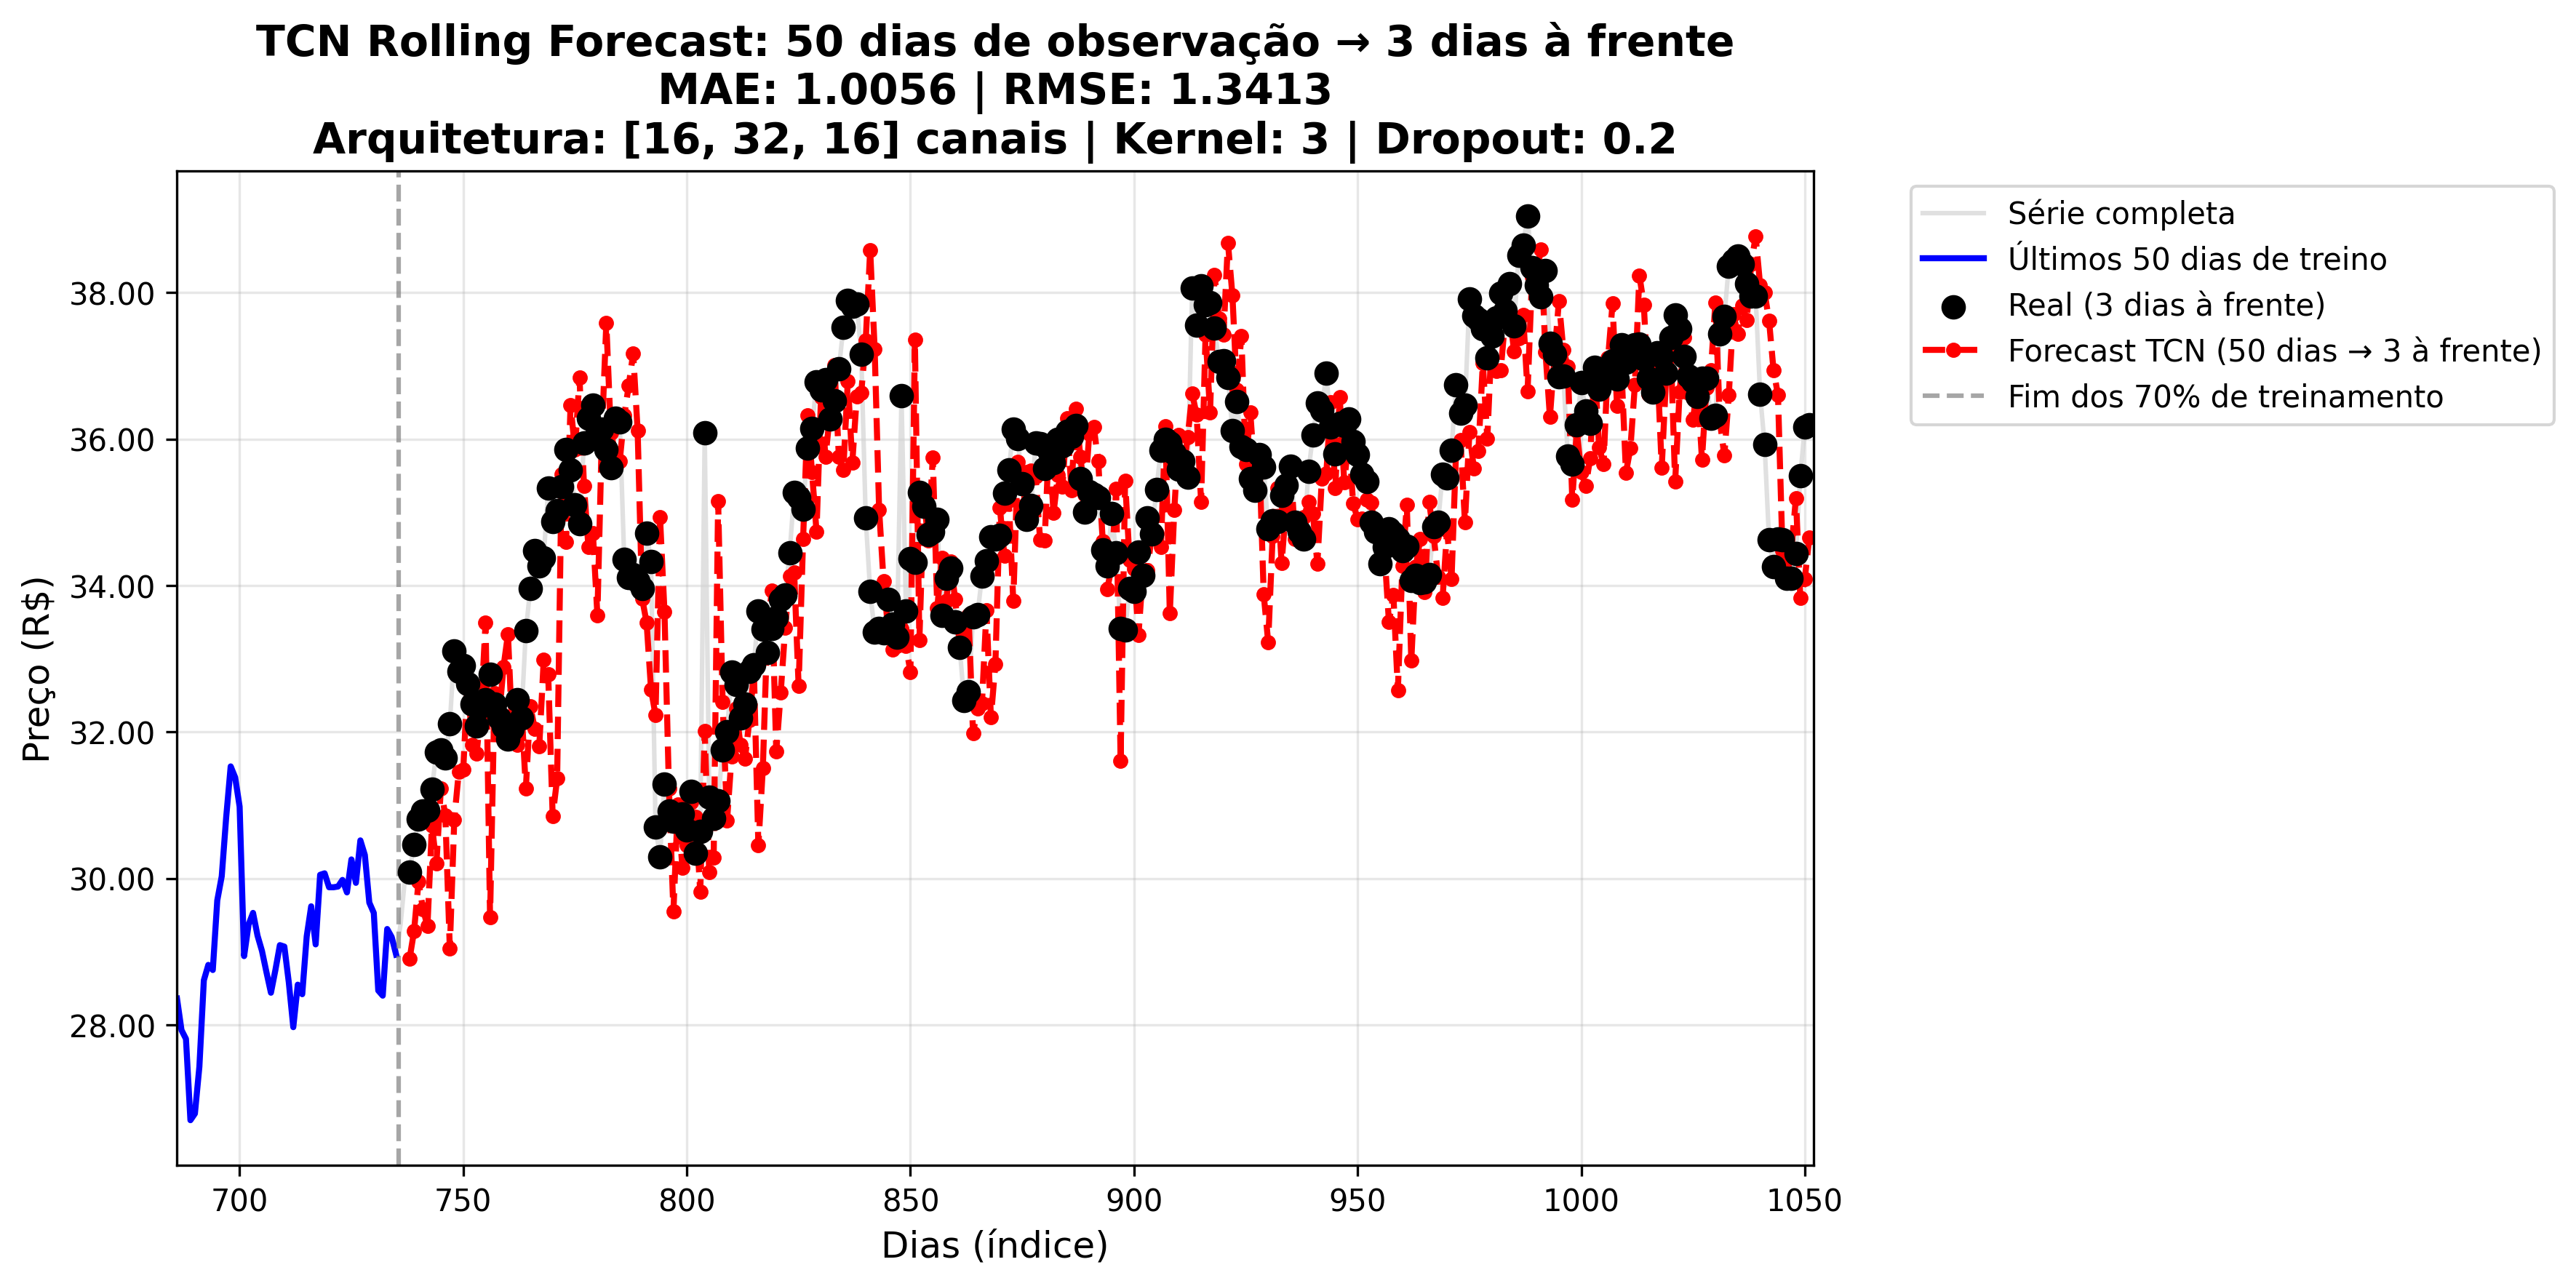 TCN Rolling Forecast: 50 dias de observação → 3 dias à frente
MAE: 1.0056 | RMSE: 1.3413
Arquitetura: [16, 32, 16] canais | Kernel: 3 | Dropout: 0.2
Série completa
Últimos 50 dias de treino
Real (3 dias à frente)
Forecast TCN (50 dias → 3 à frente)
Fim dos 70% de treinamento
Preço (R$)
38.00
36.00
34.00
32.00
30.00
28.00
700
750
800
850
900
950
1000
1050
Dias (índice)